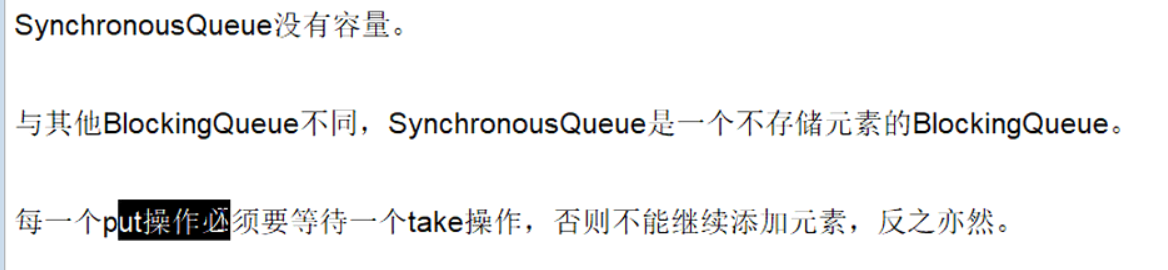 SynchronousQueue没有容量。
与其他BlockingQueue不同，SynchronousQueue是一个不存储元素的BlockingQueue。
每一个put操作必须要等待一个take操作，否则不能继续添加元素，反之亦然。